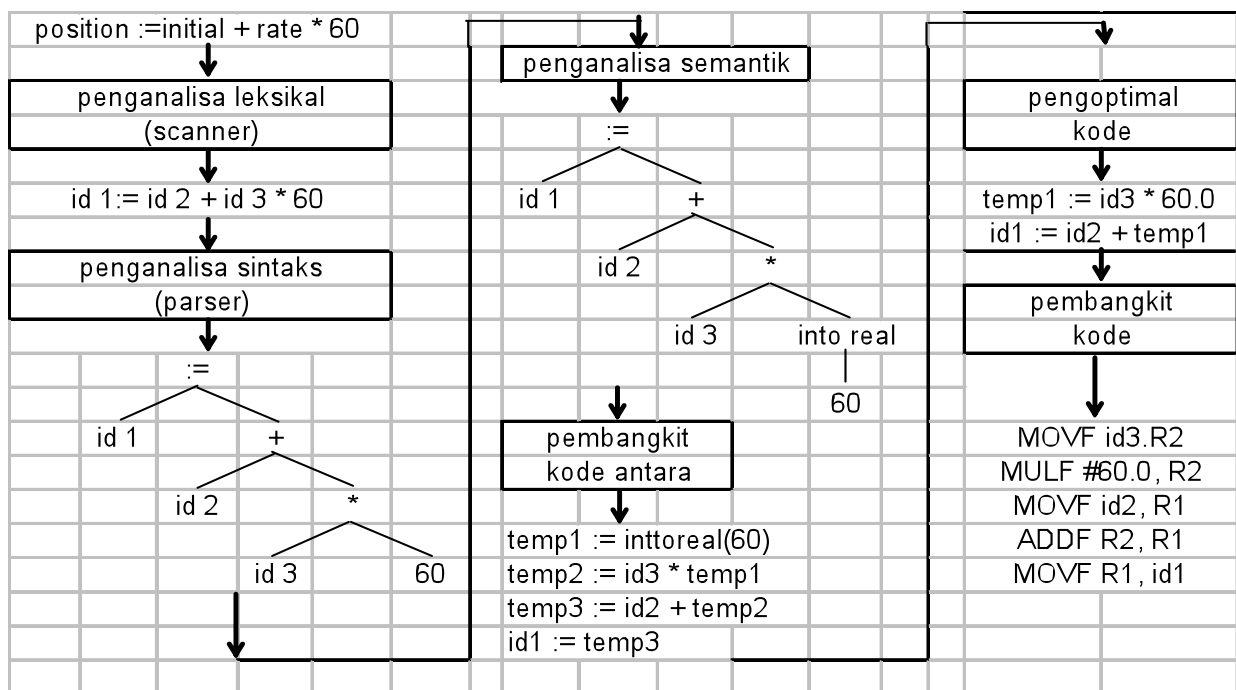 position :=initial + rate * 60
penganalisa leksikal
(scanner)
id 1:= id 2 + id 3 * 60
penganalisa sintaks
(parser)
:=
id 1
+
id 2
*
id 3
60
penganalisa semantik
:=
id 1
+
id 2
*
id 3
into real
60
pembangkit
kode antara
temp1 := inttoreal(60)
temp2 := id3 * temp1
temp3 := id2 + temp2
id1 := temp3
pengoptimal
kode
temp1 := id3 * 60.0
id1 := id2 + temp1
pembangkit
kode
MOVF id3.R2
MULF #60.0, R2
MOVF id2, R1
ADDF R2, R1
MOVF R1, id1